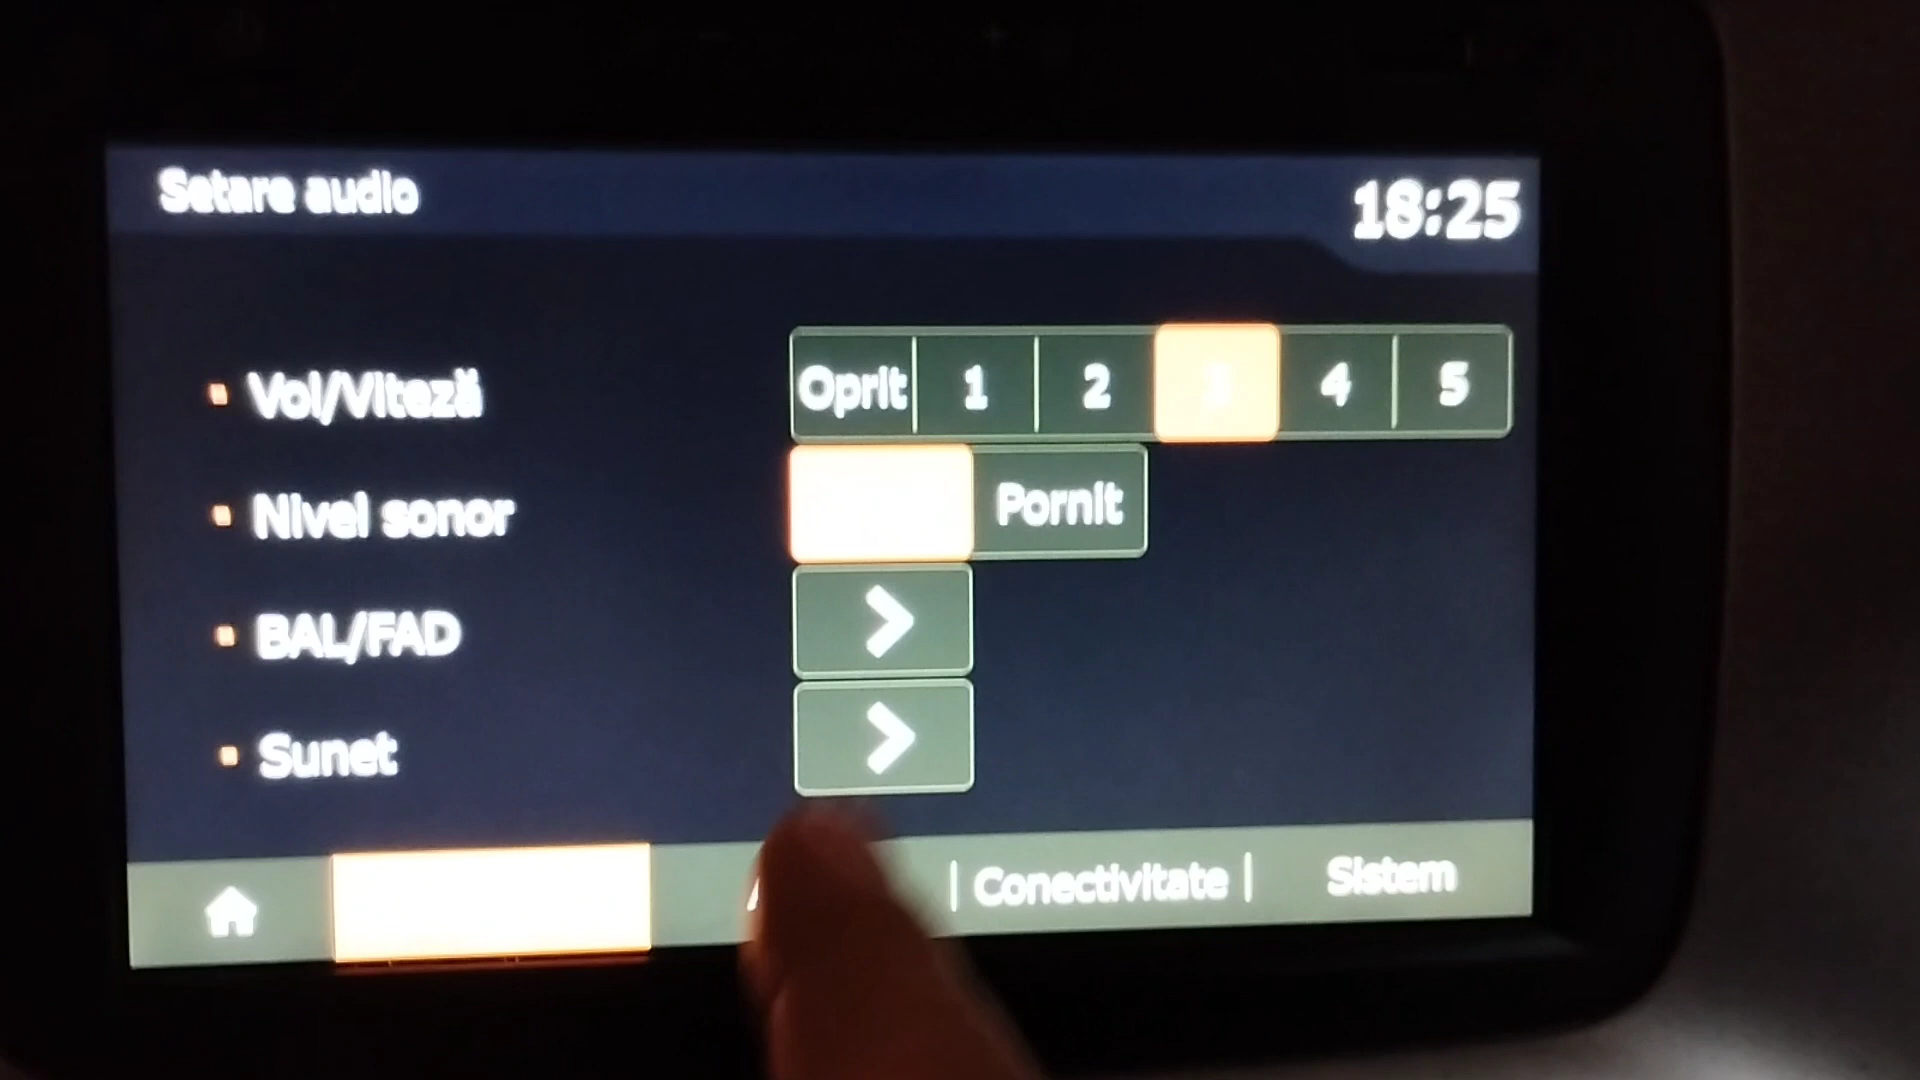 Setare audio
18:25
Vol/Viteză
Oprit 1 2 3 4 5
Nivel sonor
Pornit
BAL/FAD
Sunet
Conectivitate
Sistem